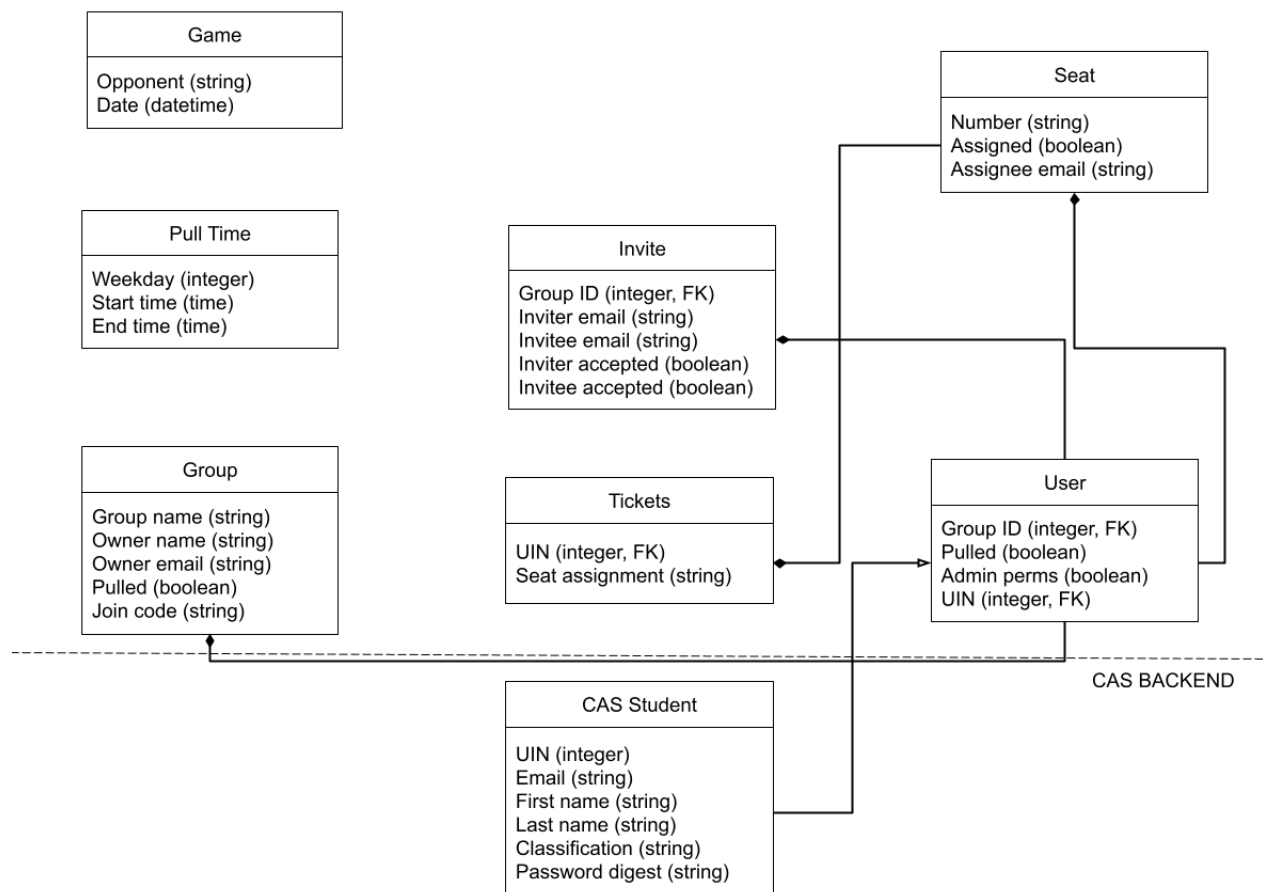 Game
Opponent (string)
Date (datetime)
Seat
Number (string)
Assigned (boolean)
Assignee email (string)
Pull Time
Weekday (integer)
Start time (time)
End time (time)
Invite
Group ID (integer, FK)
Inviter email (string)
Invitee email (string)
Inviter accepted (boolean)
Invitee accepted (boolean)
Group
Group name (string)
Owner name (string)
Owner email (string)
Pulled (boolean)
Join code (string)
Tickets
UIN (integer, FK)
Seat assignment (string)
User
Group ID (integer, FK)
Pulled (boolean)
Admin perms (boolean)
UIN (integer, FK)
CAS BACKEND
CAS Student
UIN (integer)
Email (string)
First name (string)
Last name (string)
Classification (string)
Password digest (string)